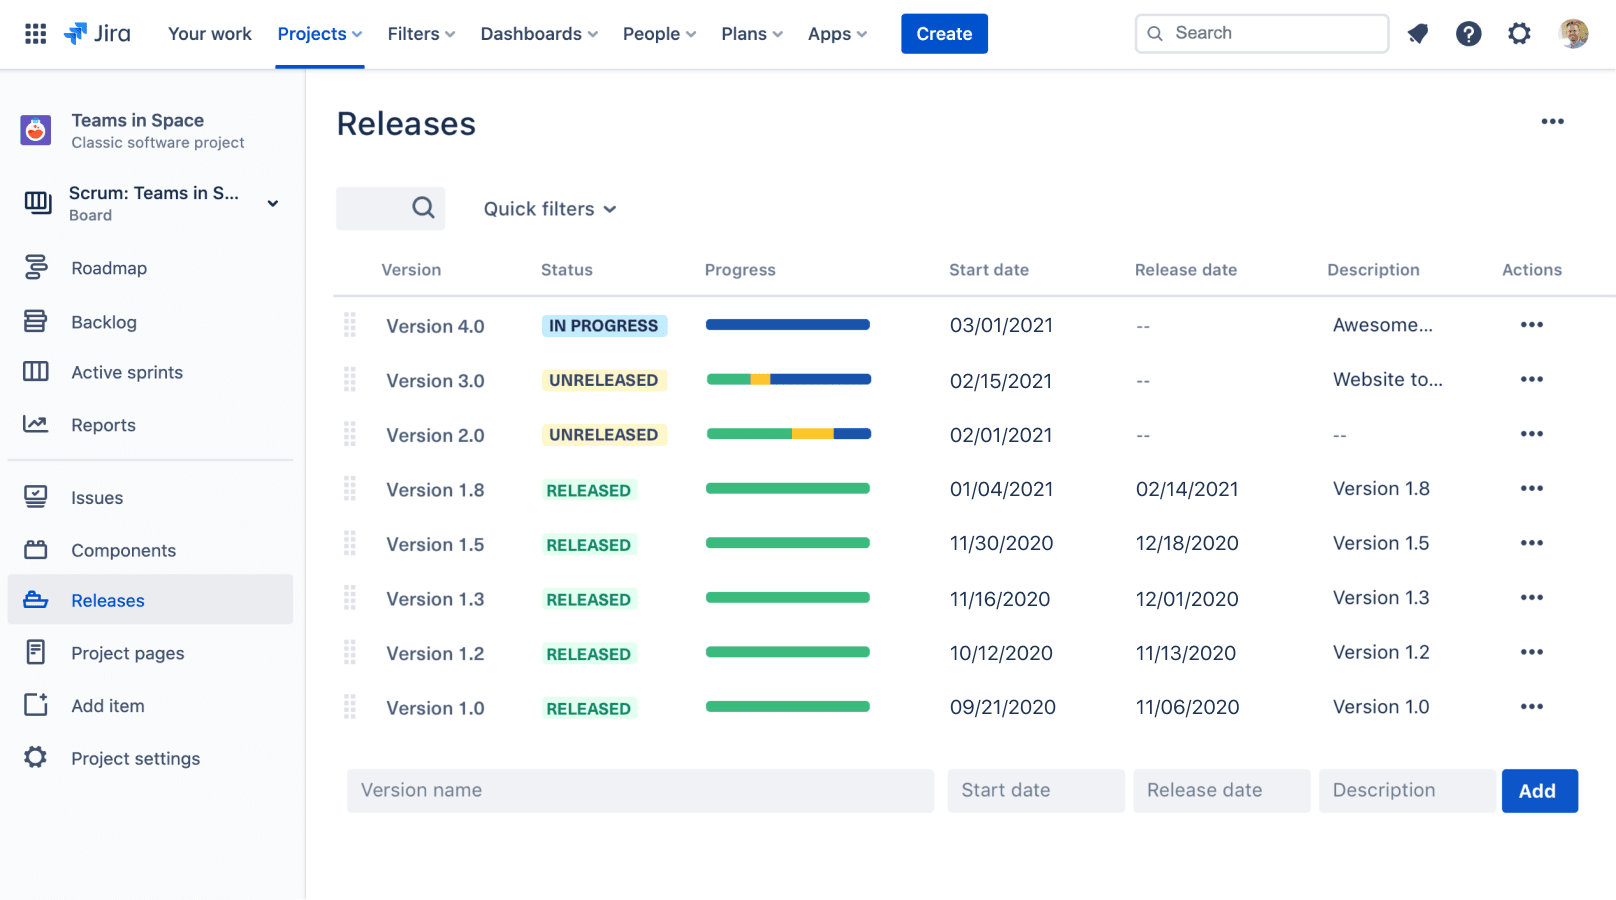 Jira Your work Projects Filters Dashboards People Plans Apps Create Search
Teams in Space
Classic software project
Scrum: Teams in S...
Board
Roadmap
Backlog
Active sprints
Reports
Issues
Components
Releases
Project pages
Add item
Project settings
Releases
Quick filters
Version Status Progress Start date Release date Description Actions
Version 4.0 IN PROGRESS 03/01/2021 -- Awesome...
Version 3.0 UNRELEASED 02/15/2021 -- Website to...
Version 2.0 UNRELEASED 02/01/2021 -- --
Version 1.8 RELEASED 01/04/2021 02/14/2021 Version 1.8
Version 1.5 RELEASED 11/30/2020 12/18/2020 Version 1.5
Version 1.3 RELEASED 11/16/2020 12/01/2020 Version 1.3
Version 1.2 RELEASED 10/12/2020 11/13/2020 Version 1.2
Version 1.0 RELEASED 09/21/2020 11/06/2020 Version 1.0
Version name Start date Release date Description Add